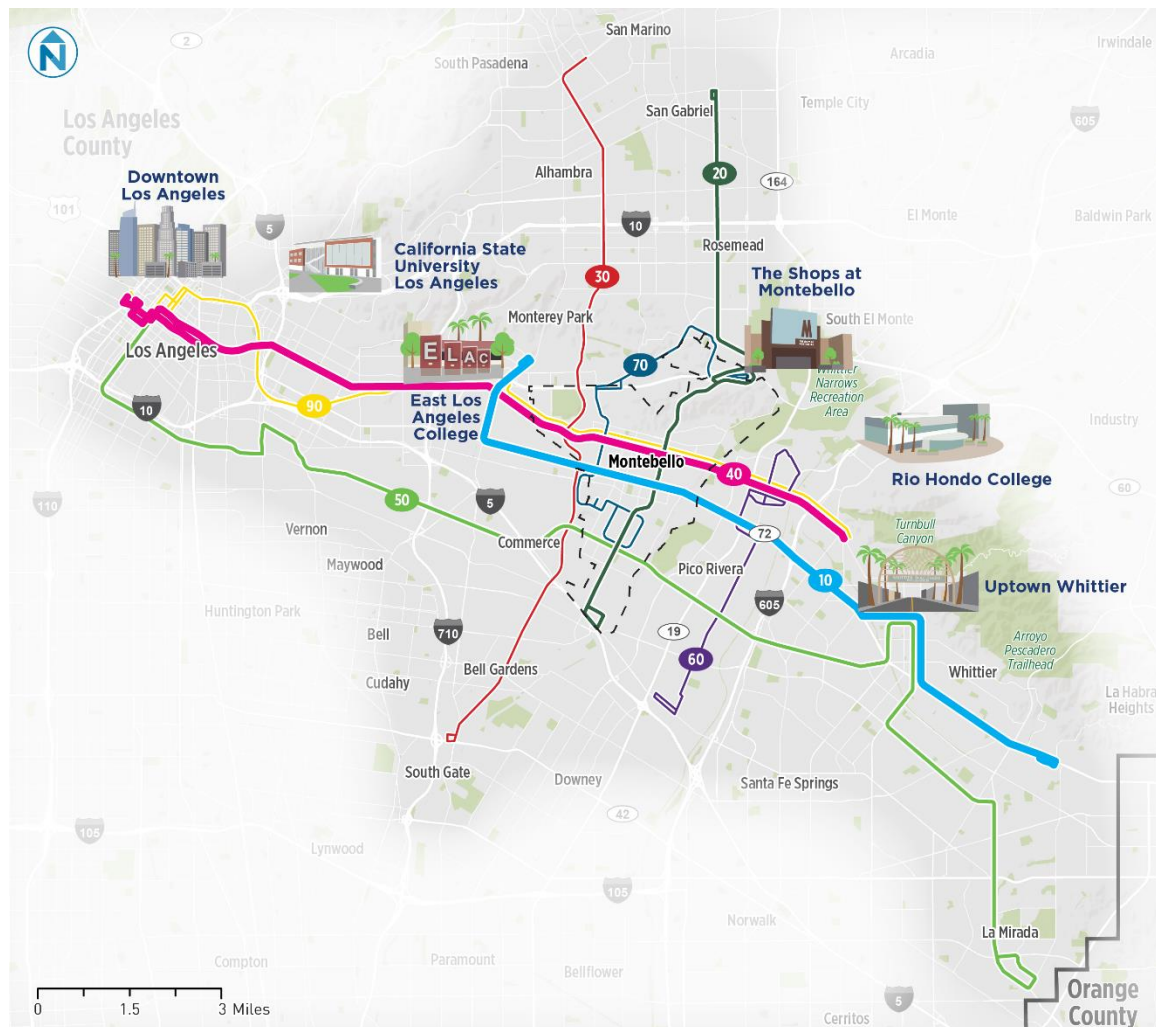 N
2
San Marino
South Pasadena
Arcadia
Irwindale
San Gabriel
Temple City
605
Los Angeles
County
Downtown
Los Angeles
Alhambra
20
164
101
5
10
El Monte
Baldwin Park
California State
University
Los Angeles
Rosemead
30
The Shops at
Montebello
Monterey Park
M
South El Monte
Los Angeles
ELAC
70
Whittier
Narrows
Recreation
Area
10
90
East Los
Angeles
College
Industry
Montebello
40
Rio Hondo College
60
110
50
5
Turnbull
Canyon
Vernon
Commerce
72
Maywood
Pico Rivera
10
Uptown Whittier
Huntington Park
605
Bell
710
19
Arroyo
Pescadero
Trailhead
60
Bell Gardens
Whittier
Cudahy
La Habra
Heights
South Gate
Downey
Santa Fe Springs
42
105
Lynwood
105
Norwalk
La Mirada
Compton
Paramount
Bellflower
0
1.5
3 Miles
5
Cerritos
Orange
County